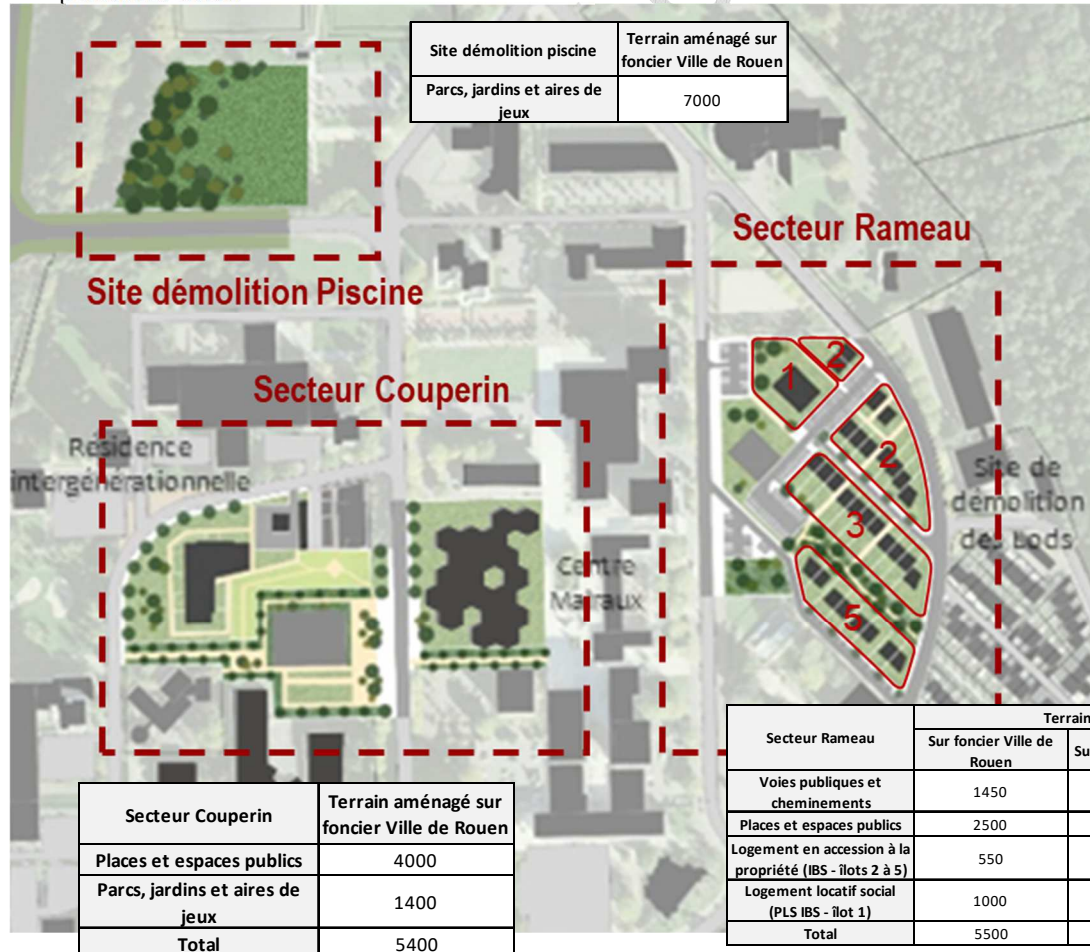 Site démolition piscine
Terrain aménagé sur
foncier Ville de Rouen
Parcs, jardins et aires de
jeux
7000
Secteur Rameau
Site démolition Piscine
Secteur Couperin
1
2
2
3
5
Résidence
intergénérationnelle
Site de
démolition
des Lods
Centre
Malraux
Secteur Couperin
Terrain aménagé sur
foncier Ville de Rouen
Places et espaces publics
4000
Parcs, jardins et aires de
jeux
1400
Total
5400
Secteur Rameau
Terrain
Sur foncier Ville de
Rouen
Voies publiques et
cheminements
1450
Places et espaces publics
2500
Logement en accession à la
propriété (IBS - îlots 2 à 5)
550
Logement locatif social
(PLS IBS - îlot 1)
1000
Total
5500